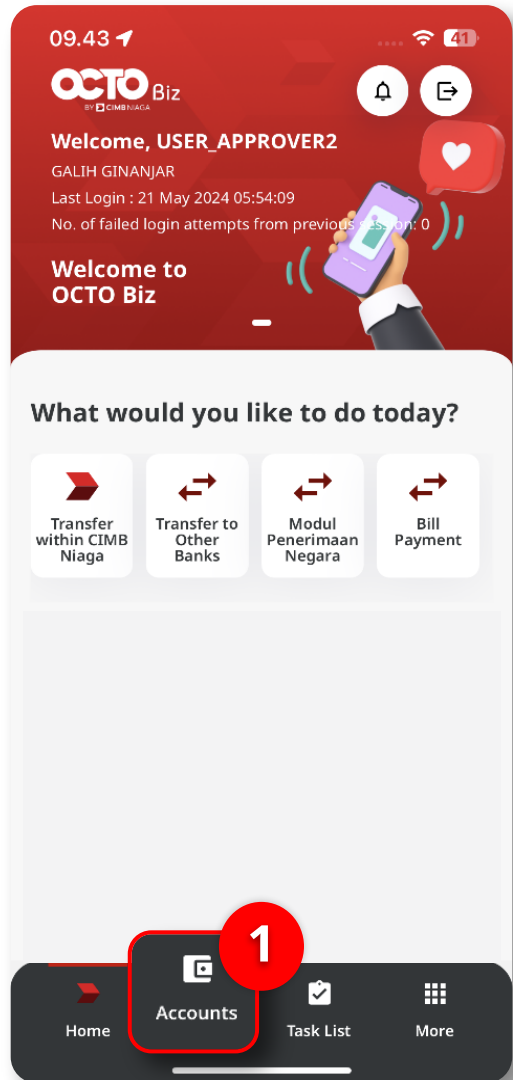 09.43
41
OCTO Biz
BY CIMB NIAGA
Welcome, USER_APPROVER2
GALIH GINANJAR
Last Login : 21 May 2024 05:54:09
No. of failed login attempts from previous session: 0
Welcome to
OCTO Biz
What would you like to do today?
Transfer
within CIMB
Niaga
Transfer to
Other
Banks
Modul
Penerimaan
Negara
Bill
Payment
1
Home
Accounts
Task List
More